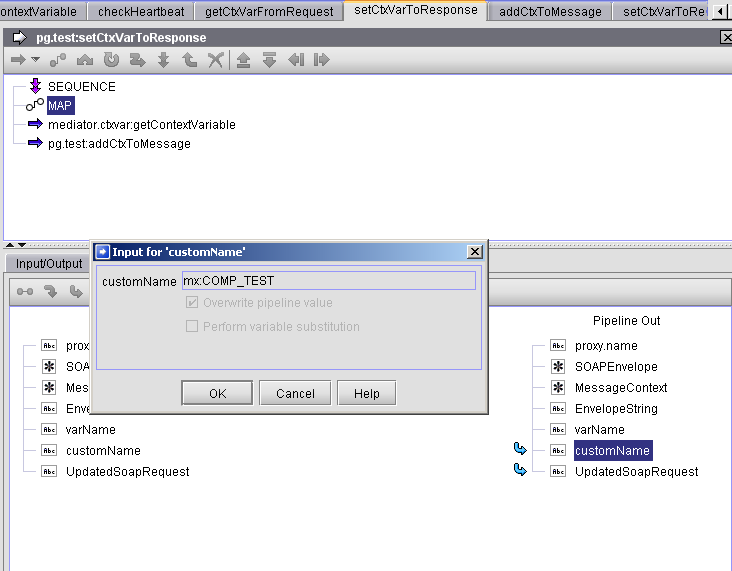 ontextVariable checkHeartbeat getCtxVarFromRequest setCtxVarToResponse addCtxToMessage setCtxVarToRe
pg.test:setCtxVarToResponse
SEQUENCE
MAP
mediator.ctxvar:getContextVariable
pg.test:addCtxToMessage
Input for 'customName'
Input/Output
customName mx:COMP_TEST
Overwrite pipeline value
Perform variable substitution
OK Cancel Help
Pipeline Out
prox proxy.name
SOA SOAPEnvelope
Mes MessageContext
Enve EnvelopeString
varName varName
customName customName
UpdatedSoapRequest UpdatedSoapRequest